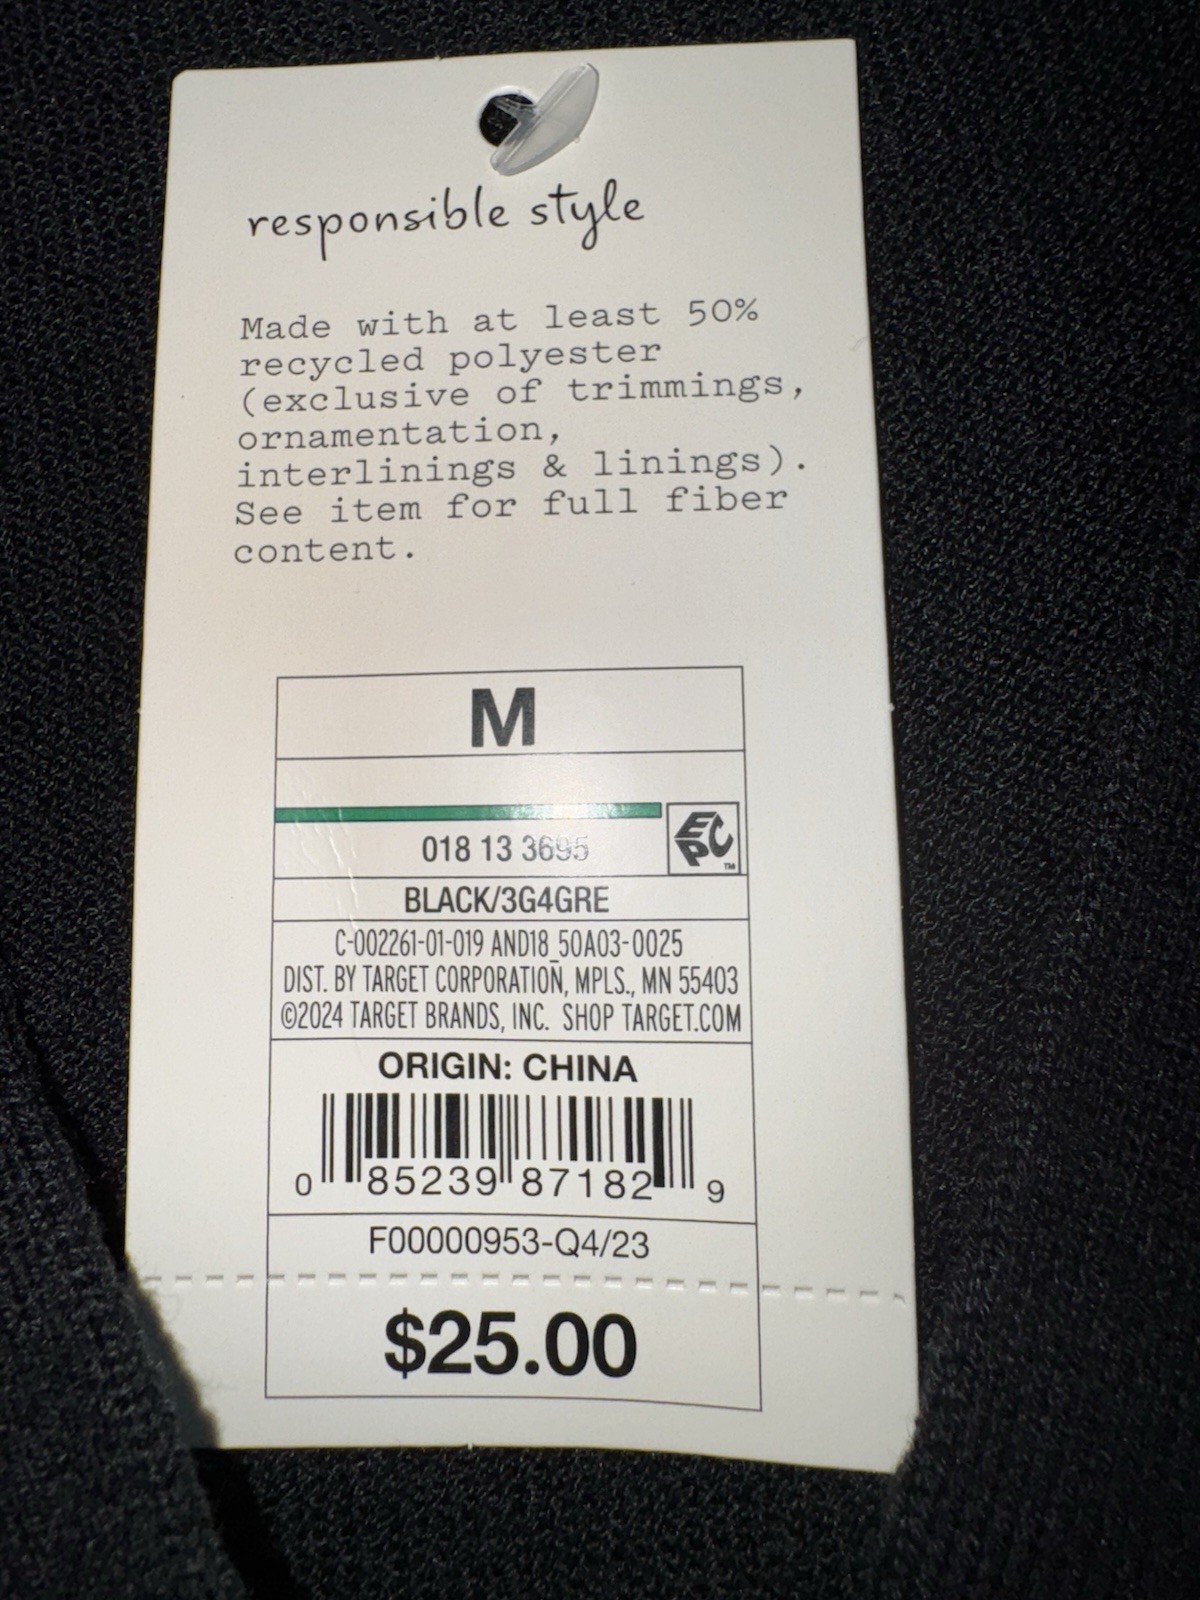 responsible style
Made with at least 50%
recycled polyester
(exclusive of trimmings,
ornamentation,
interlinings & linings).
See item for full fiber
content.
M
018 13 3695
EPC
TM
BLACK/3G4GRE
C-002261-01-019 AND18_50A03-0025
DIST. BY TARGET CORPORATION, MPLS., MN 55403
©2024 TARGET BRANDS, INC. SHOP TARGET.COM
ORIGIN: CHINA
0 85239 87182 9
F00000953-Q4/23
$25.00